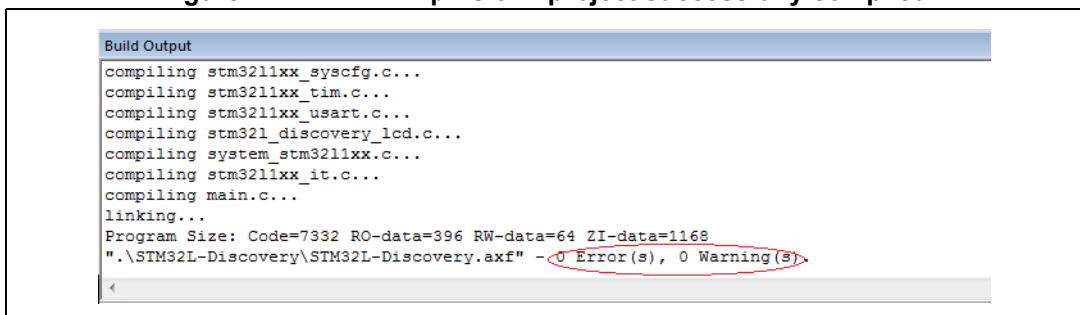 Build Output
compiling stm32l1xx_syscfg.c...
compiling stm32l1xx_tim.c...
compiling stm32l1xx_usart.c...
compiling stm32l_discovery_lcd.c...
compiling system_stm32l1xx.c...
compiling stm32l1xx_it.c...
compiling main.c...
linking...
Program Size: Code=7332 RO-data=396 RW-data=64 ZI-data=1168
".\STM32L-Discovery\STM32L-Discovery.axf" - 0 Error(s), 0 Warning(s).